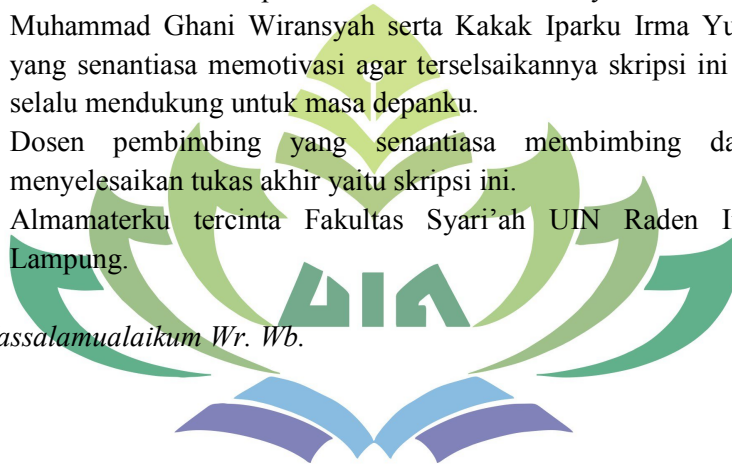 Muhammad Ghani Wiransyah serta Kakak Iparku Irma Yu
yang senantiasa memotivasi agar terselsaikannya skripsi ini
selalu mendukung untuk masa depanku.
Dosen pembimbing yang senantiasa membimbing da
menyelesaikan tukas akhir yaitu skripsi ini.
Almamaterku tercinta Fakultas Syari’ah UIN Raden I
Lampung.
UIN
assalamualaikum Wr. Wb.